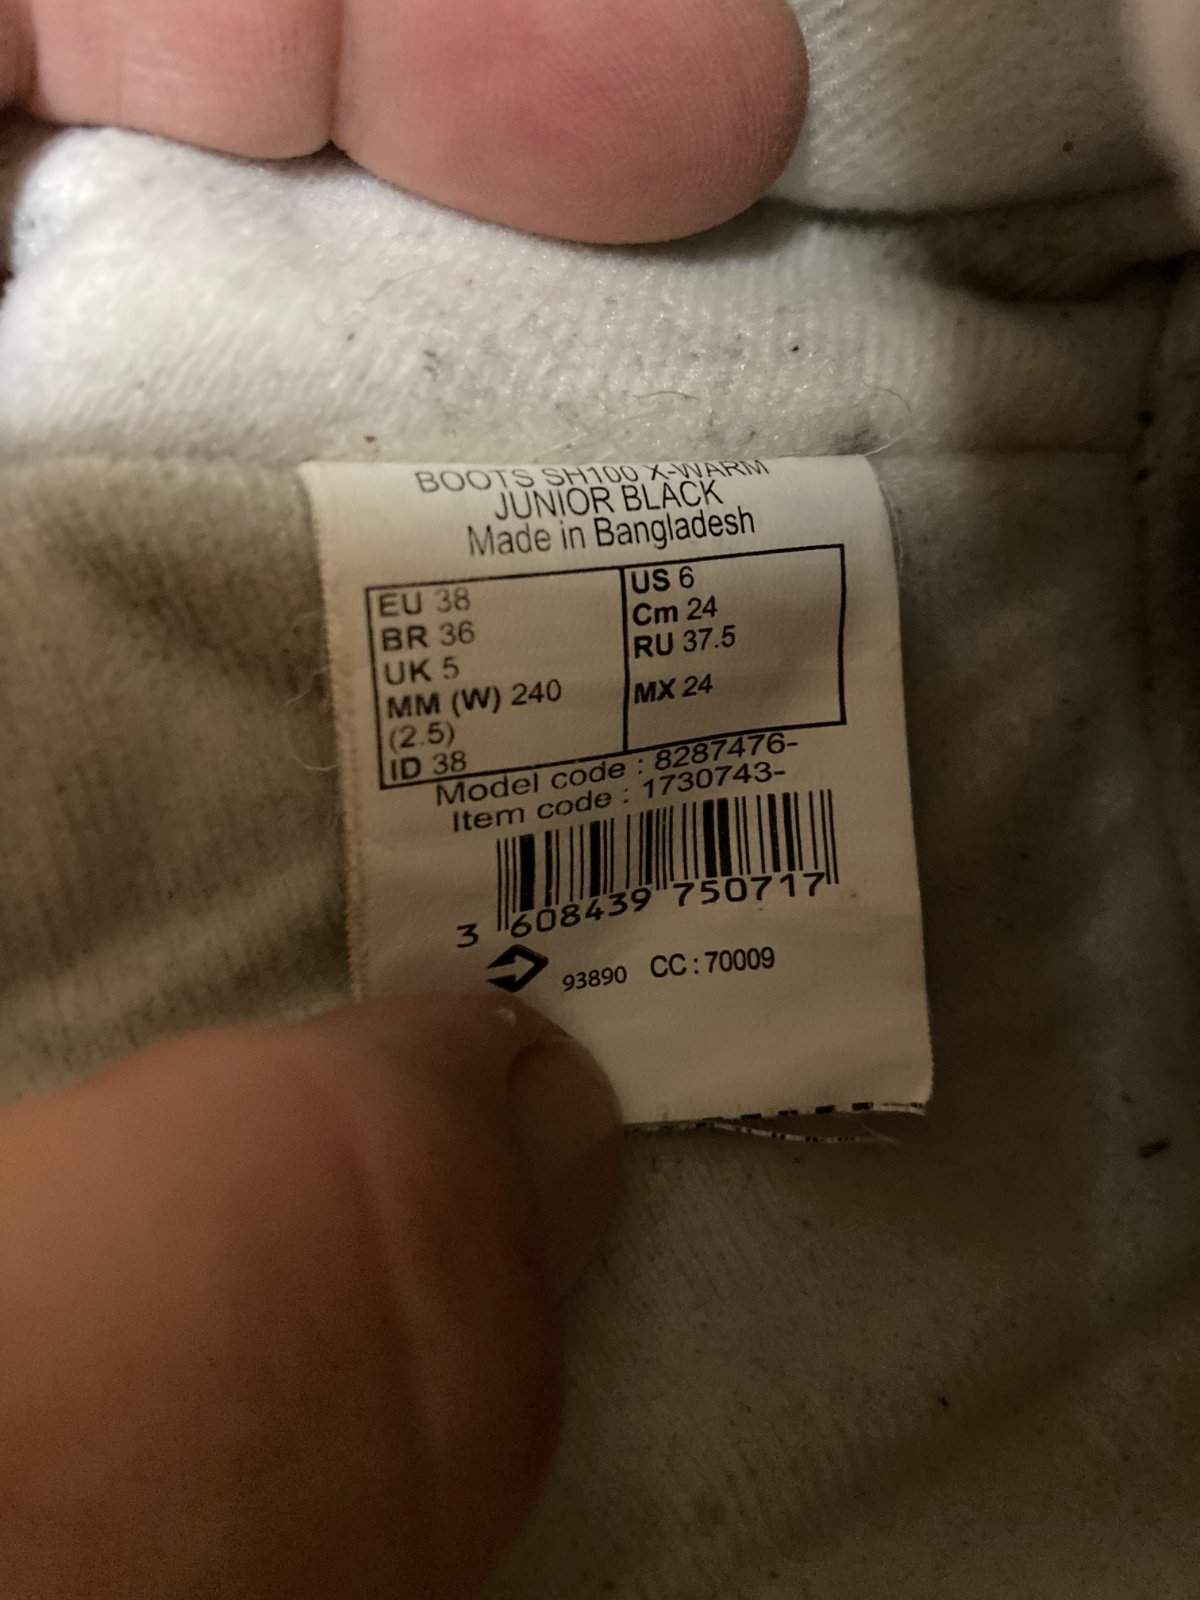 BOOTS SH100 X-WARM
JUNIOR BLACK
Made in Bangladesh
EU 38
BR 36
UK 5
MM (W) 240
(2.5)
ID 38
US 6
Cm 24
RU 37.5
MX 24
Model code : 8287476-
Item code : 1730743-
3 608439 750717
93890 CC : 70009